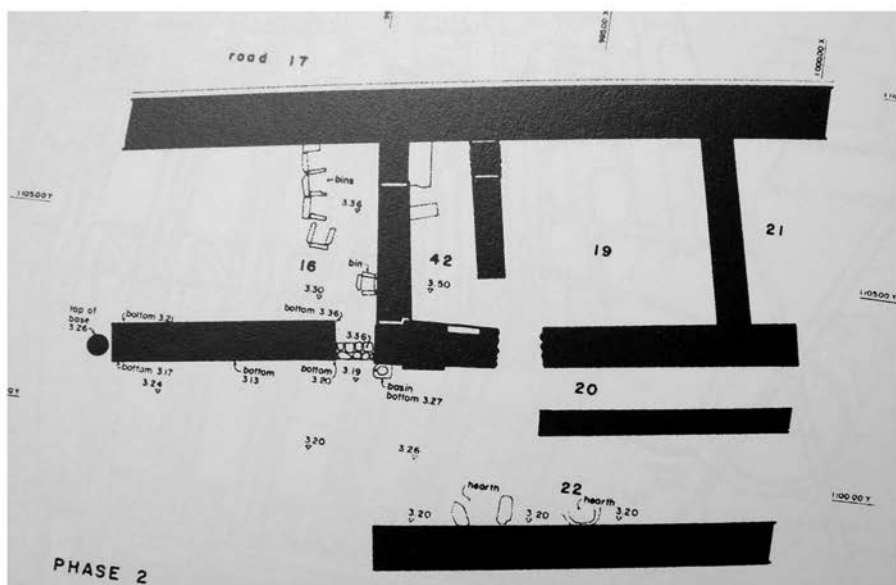 road 17
995.00 X
1000.00 X
1105.00 Y
bins
3.36
42
3.50
19
21
16
3.30
bin
1105.00 Y
top of
base
3.26
bottom 3.21
bottom 3.36
3.36
bottom 3.17
3.24
bottom
3.13
bottom
3.20
3.19
basin
bottom 3.27
20
3.20
3.26
hearth
22
hearth
3.20
3.20
3.20
1100.00 Y
PHASE 2